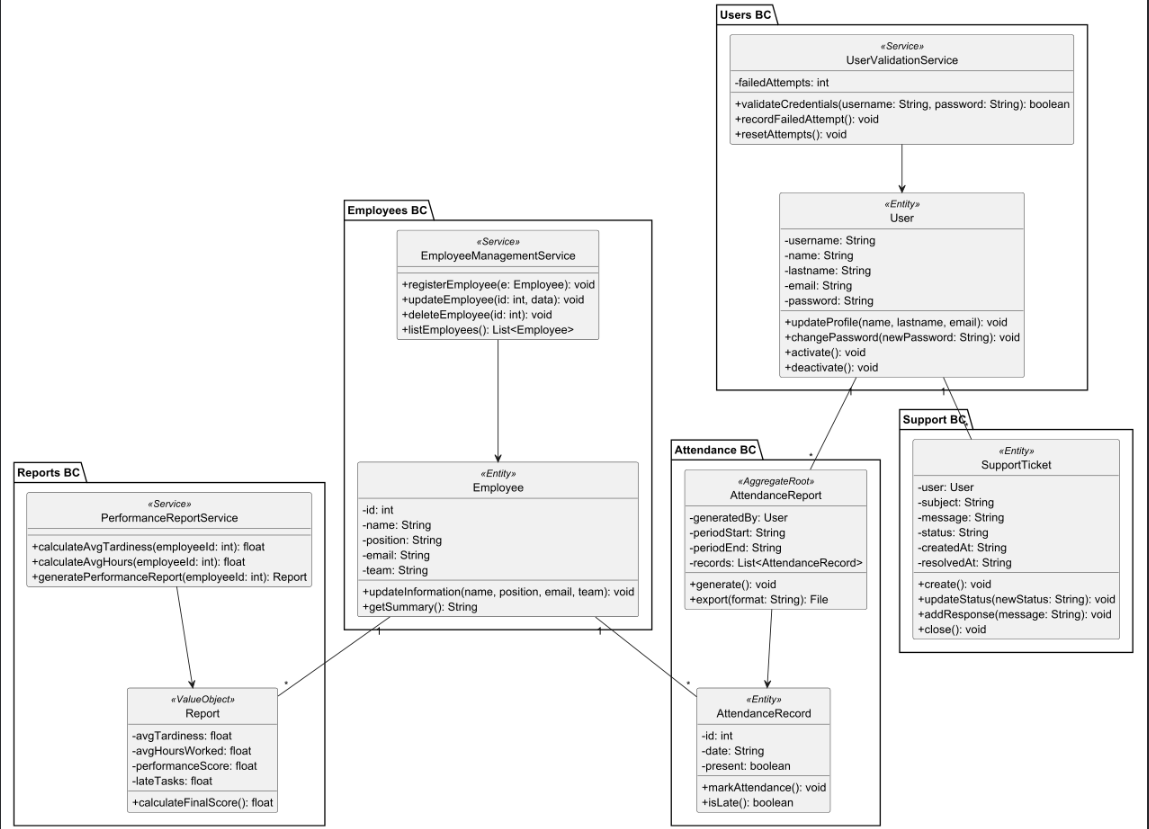 Users BC
«Service»
UserValidationService
-failedAttempts: int
+validateCredentials(username: String, password: String): boolean
+recordFailedAttempt(): void
+resetAttempts(): void
«Entity»
User
-username: String
-name: String
-lastname: String
-email: String
-password: String
+updateProfile(name, lastname, email): void
+changePassword(newPassword: String): void
+activate(): void
+deactivate(): void
1
1
Employees BC
«Service»
EmployeeManagementService
+registerEmployee(e: Employee): void
+updateEmployee(id: int, data): void
+deleteEmployee(id: int): void
+listEmployees(): List<Employee>
«Entity»
Employee
-id: int
-name: String
-position: String
-email: String
-team: String
+updateInformation(name, position, email, team): void
+getSummary(): String
1
1
Support BC
*
«Entity»
SupportTicket
-user: User
-subject: String
-message: String
-status: String
-createdAt: String
-resolvedAt: String
+create(): void
+updateStatus(newStatus: String): void
+addResponse(message: String): void
+close(): void
Attendance BC
*
«AggregateRoot»
AttendanceReport
-generatedBy: User
-periodStart: String
-periodEnd: String
-records: List<AttendanceRecord>
+generate(): void
+export(format: String): File
*
«Entity»
AttendanceRecord
-id: int
-date: String
-present: boolean
+markAttendance(): void
+isLate(): boolean
Reports BC
«Service»
PerformanceReportService
+calculateAvgTardiness(employeeId: int): float
+calculateAvgHours(employeeId: int): float
+generatePerformanceReport(employeeId: int): Report
*
«ValueObject»
Report
-avgTardiness: float
-avgHoursWorked: float
-performanceScore: float
-lateTasks: float
+calculateFinalScore(): float